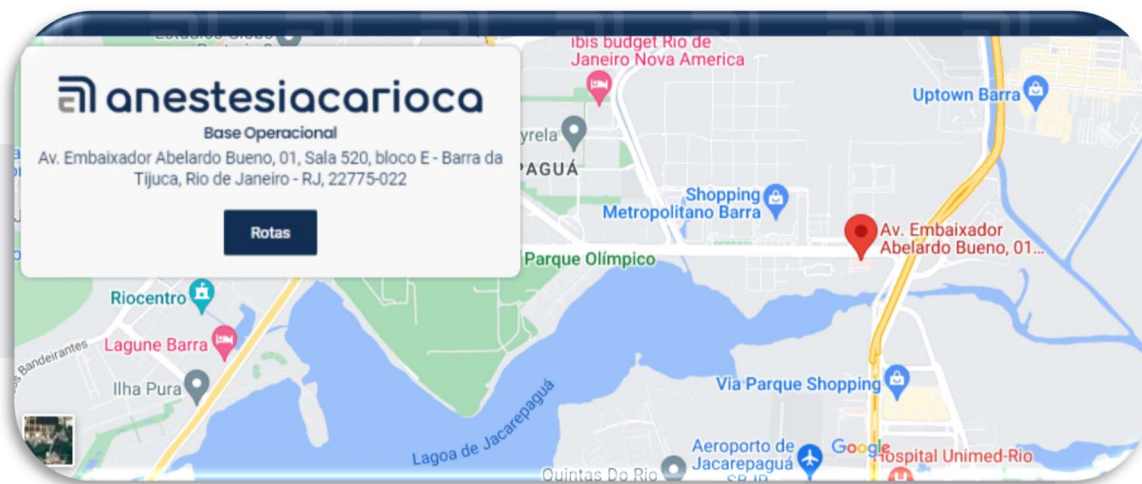 anestesiacarioca
Base Operacional
Av. Embaixador Abelardo Bueno, 01, Sala 520, bloco E - Barra da
Tijuca, Rio de Janeiro - RJ, 22775-022
Rotas
ibis budget Rio de
Janeiro Nova America
Uptown Barra
yrela
PAGUÁ
Shopping
Metropolitano Barra
Av. Embaixador
Abelardo Bueno, 01...
Parque Olímpico
Riocentro
Lagune Barra
Bandeirantes
Ilha Pura
Via Parque Shopping
Lagoa de Jacarepaguá
Aeroporto de
Jacarepaguá
Google
Hospital Unimed-Rio
Quintas Do Rio